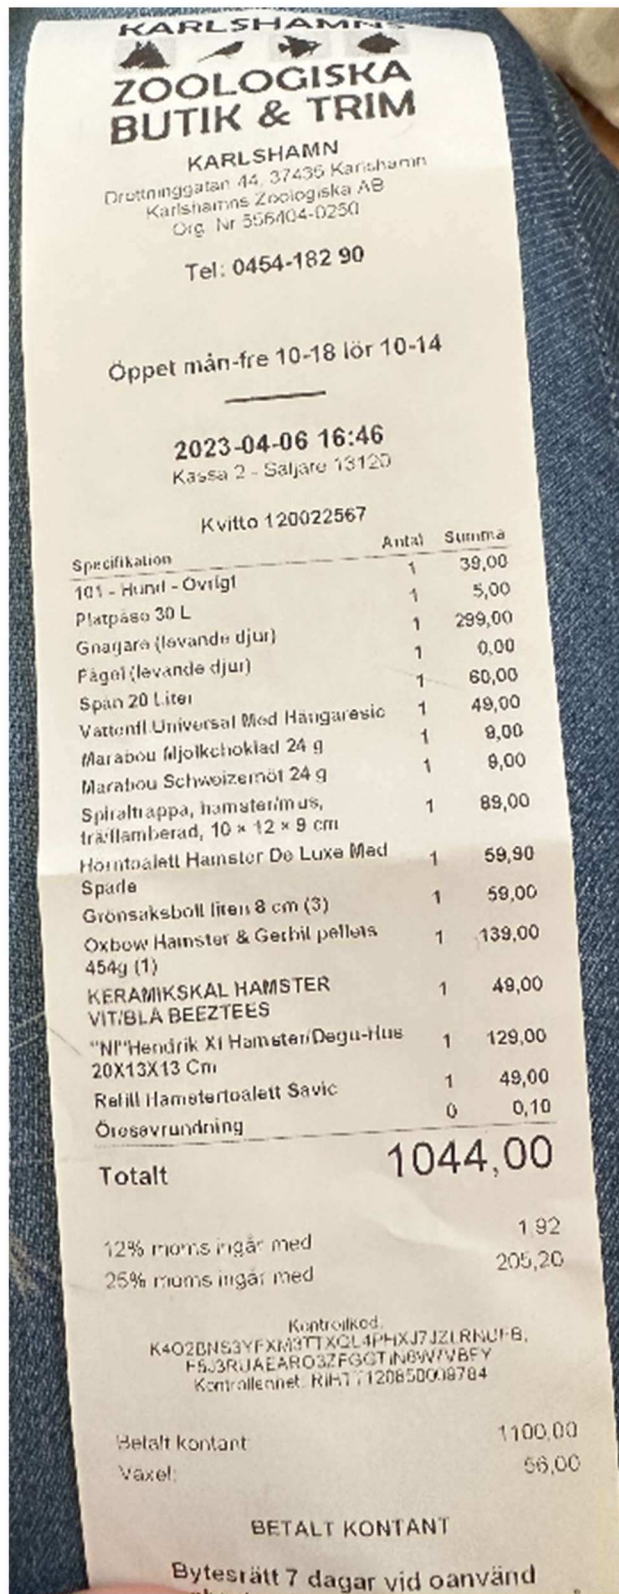 KARLSHAMNS
ZOOLOGISKA
BUTIK & TRIM
KARLSHAMN
Drottninggatan 44, 37436 Karlshamn
Karlshamns Zoologiska AB
Org. Nr 556404-0250
Tel: 0454-182 90
Öppet mån-fre 10-18 lör 10-14
2023-04-06 16:46
Kassa 2 - Säljare 13120
Kvitto 120022567
Specifikation Antal Summa
101 - Hund - Övrigt 1 39,00
Platpåse 30 L 1 5,00
Gnagare (levande djur) 1 299,00
Fågel (levande djur) 1 0,00
Spån 20 Liter 1 60,00
Vattenfl.Universal Med Hängaresic 1 49,00
Marabou Mjölkchoklad 24 g 1 9,00
Marabou Schweizernöt 24 g 1 9,00
Spiraltrappa, hamster/mus, 1 89,00
trä/flamberad, 10 × 12 × 9 cm
Hörntoalett Hamster De Luxe Med 1 59,90
Spade
Grönsaksboll liten 8 cm (3) 1 59,00
Oxbow Hamster & Gerbil pellets 1 139,00
454g (1)
KERAMIKSKÅL HAMSTER 1 49,00
VIT/BLÅ BEEZTEES
"NI"Hendrik Xl Hamster/Degu-Hus 1 129,00
20X13X13 Cm
Refill Hamstertoalett Savic 1 49,00
Öresavrundning 0 0,10
Totalt 1044,00
12% moms ingår med 1,92
25% moms ingår med 205,20
Kontrollkod:
Kontrollenhet:
Betalt kontant: 1100,00
Växel: 56,00
BETALT KONTANT
Bytesrätt 7 dagar vid oanvänd